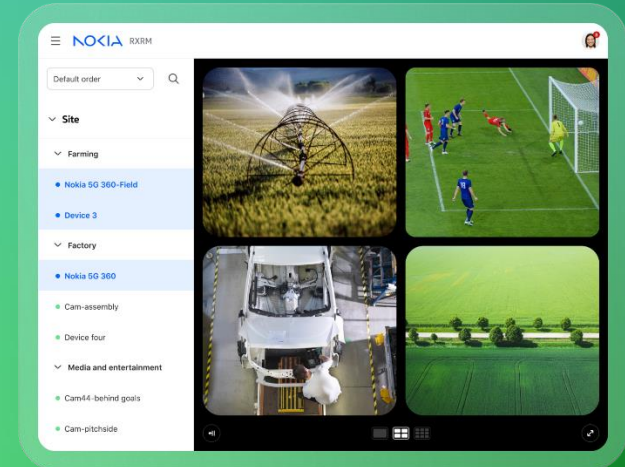 NOKIA RXRM
Default order
Site
Farming
Nokia 5G 360-Field
Device 3
Factory
Nokia 5G 360
Cam-assembly
Device four
Media and entertainment
Cam44-behind goals
Cam-pitchside